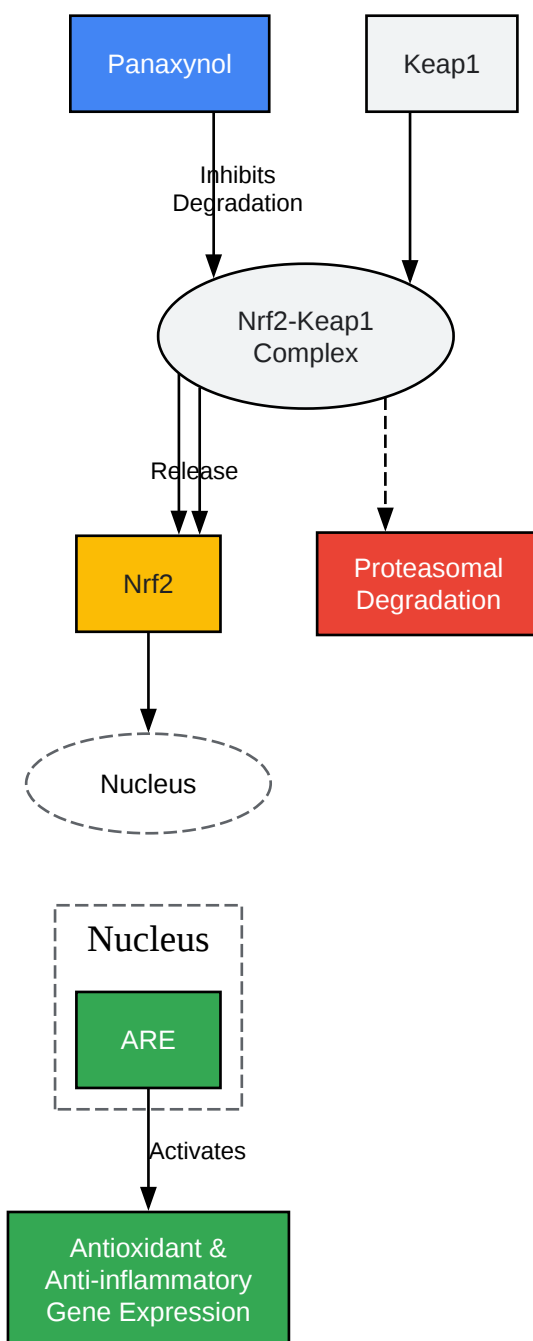 Panaxynol
Keap1
Inhibits
Degradation
Nrf2-Keap1
Complex
Release
Nrf2
Proteasomal
Degradation
Nucleus
Nucleus
ARE
Activates
Antioxidant &
Anti-inflammatory
Gene Expression